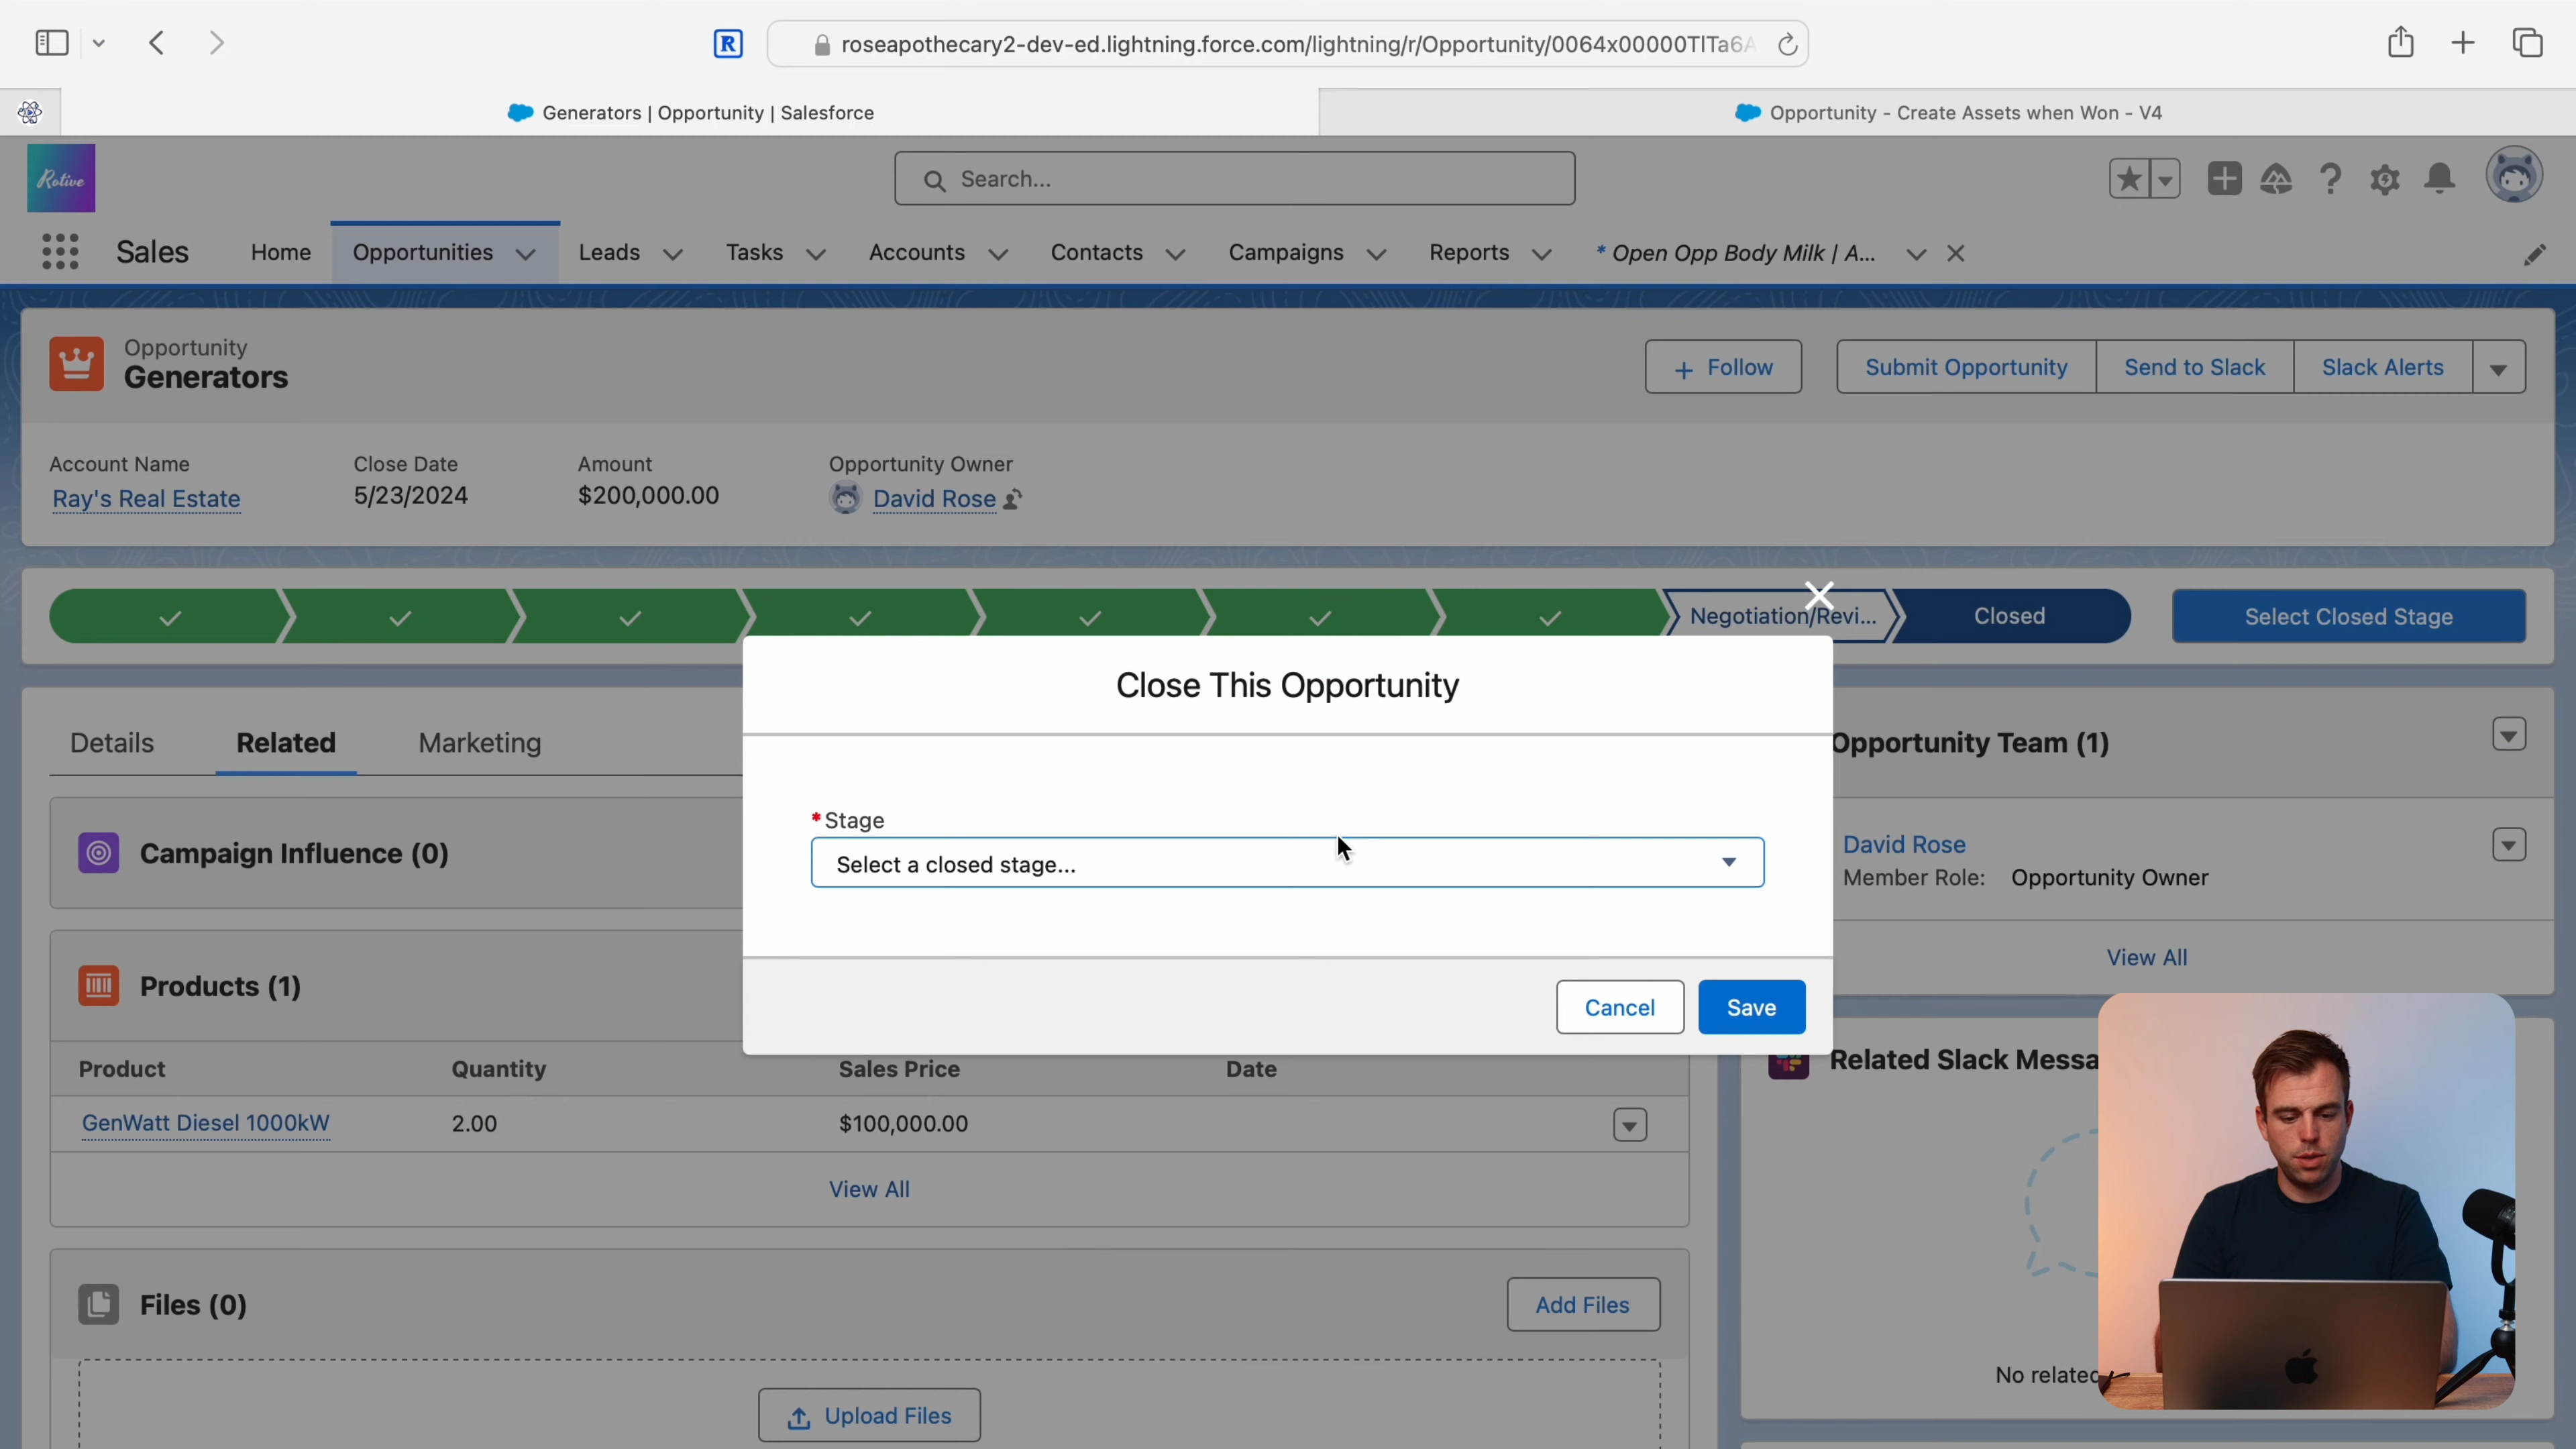 R
roseapothecary2-dev-ed.lightning.force.com/lightning/r/Opportunity/0064x00000TlTa6A
Generators | Opportunity | Salesforce
Opportunity - Create Assets when Won - V4
Rotive
Search...
Sales
Home
Opportunities
Leads
Tasks
Accounts
Contacts
Campaigns
Reports
* Open Opp Body Milk | A...
Opportunity
Generators
+ Follow
Submit Opportunity
Send to Slack
Slack Alerts
Account Name
Close Date
Amount
Opportunity Owner
Ray's Real Estate
5/23/2024
$200,000.00
David Rose
Negotiation/Revi...
Closed
Select Closed Stage
Close This Opportunity
*Stage
Select a closed stage...
Cancel
Save
Details
Related
Marketing
Opportunity Team (1)
Campaign Influence (0)
David Rose
Member Role: Opportunity Owner
View All
Products (1)
Product
Quantity
Sales Price
Date
GenWatt Diesel 1000kW
2.00
$100,000.00
View All
Related Slack Messa
No related
Files (0)
Add Files
Upload Files